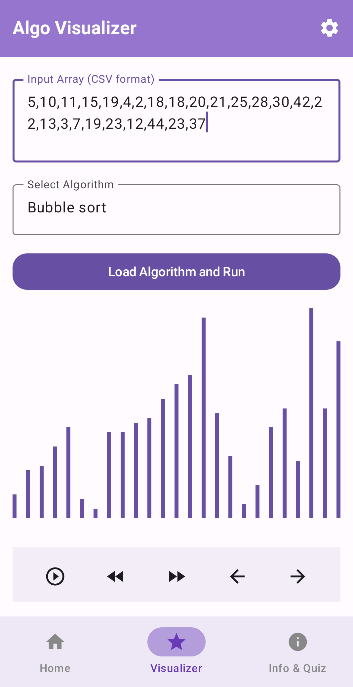 Algo Visualizer
Input Array (CSV format)
5,10,11,15,19,4,2,18,18,20,21,25,28,30,42,2
2,13,3,7,19,23,12,44,23,37
Select Algorithm
Bubble sort
Load Algorithm and Run
Home
Visualizer
Info & Quiz